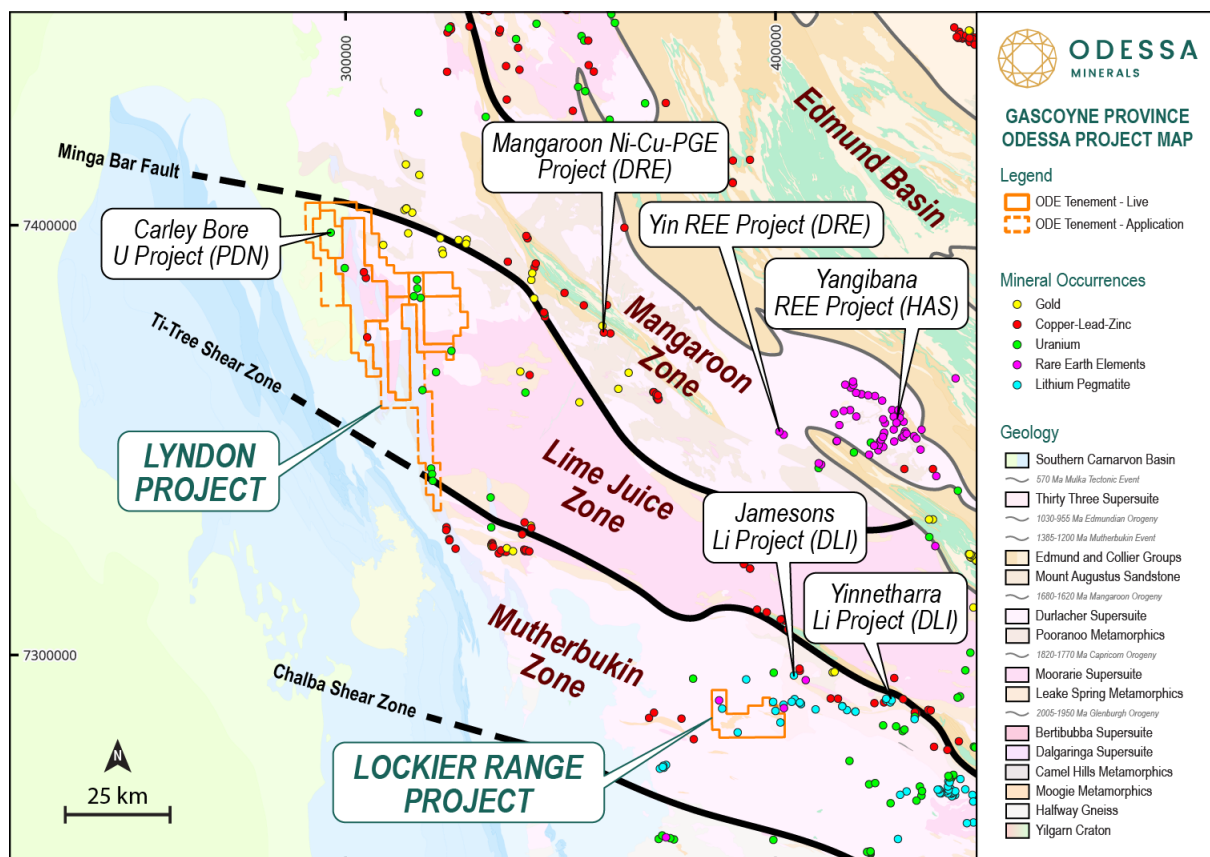 300000
400000
Minga Bar Fault
Mangaroon Ni-Cu-PGE
Project (DRE)
Edmund Basin
7400000
Carley Bore
U Project (PDN)
Yin REE Project (DRE)
Yangibana
REE Project (HAS)
Ti-Tree Shear Zone
Mangaroon
Zone
LYNDON
PROJECT
Lime Juice
Zone
Jamesons
Li Project (DLI)
Yinnetharra
Li Project (DLI)
7300000
Mutherbukin
Zone
Chalba Shear Zone
LOCKIER RANGE
PROJECT
N
25 km
ODESSA
MINERALS
GASCOYNE PROVINCE
ODESSA PROJECT MAP
Legend
ODE Tenement - Live
ODE Tenement - Application
Mineral Occurrences
Gold
Copper-Lead-Zinc
Uranium
Rare Earth Elements
Lithium Pegmatite
Geology
Southern Carnarvon Basin
570 Ma Mulka Tectonic Event
Thirty Three Supersuite
1030-955 Ma Edmundian Orogeny
1385-1200 Ma Mutherbukin Event
Edmund and Collier Groups
Mount Augustus Sandstone
1680-1620 Ma Mangaroon Orogeny
Durlacher Supersuite
Pooranoo Metamorphics
1820-1770 Ma Capricorn Orogeny
Moorarie Supersuite
Leake Spring Metamorphics
2005-1950 Ma Glenburgh Orogeny
Bertibubba Supersuite
Dalgaringa Supersuite
Camel Hills Metamorphics
Moogie Metamorphics
Halfway Gneiss
Yilgarn Craton